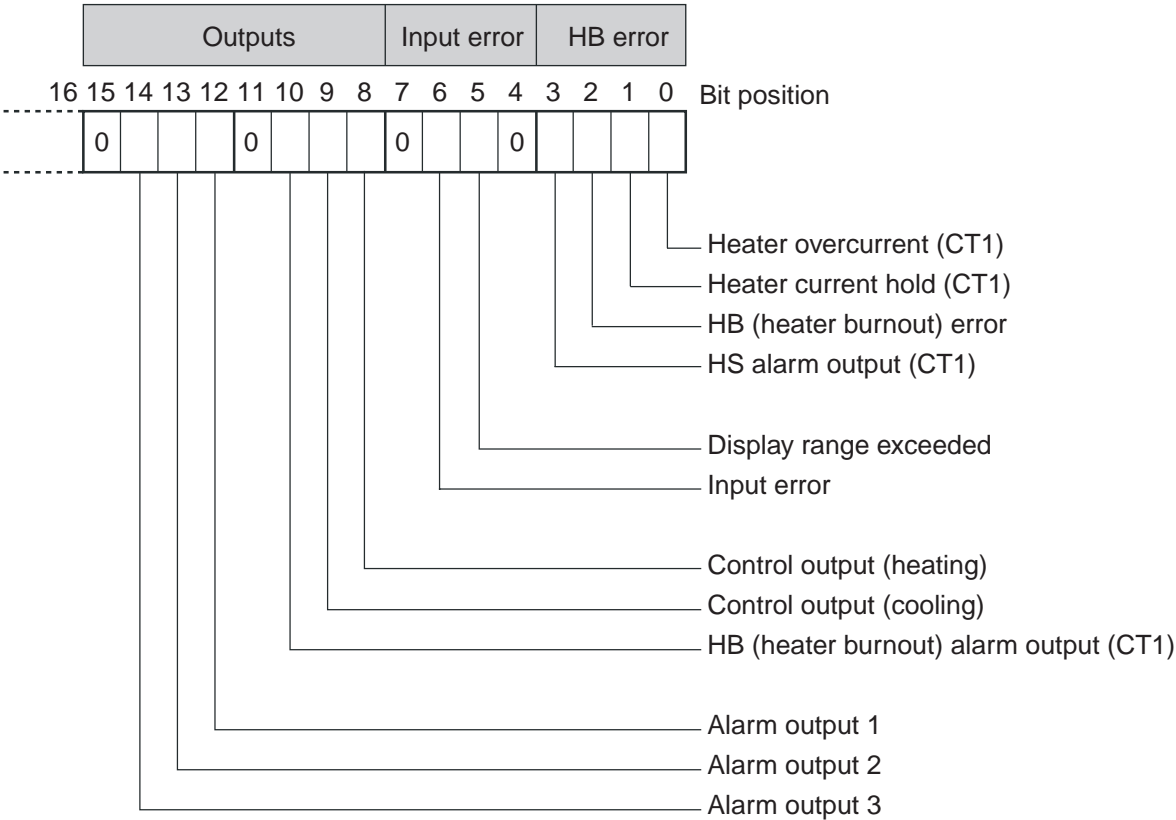 Outputs Input error HB error
16 15 14 13 12 11 10 9 8 7 6 5 4 3 2 1 0 Bit position
0 0 0 0
Heater overcurrent (CT1)
Heater current hold (CT1)
HB (heater burnout) error
HS alarm output (CT1)
Display range exceeded
Input error
Control output (heating)
Control output (cooling)
HB (heater burnout) alarm output (CT1)
Alarm output 1
Alarm output 2
Alarm output 3